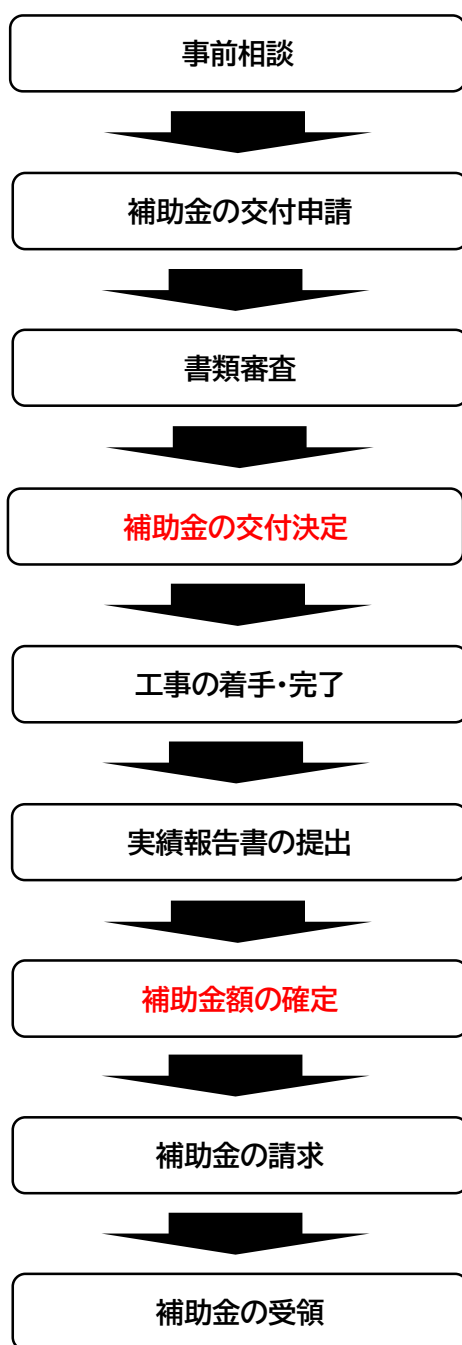 事前相談
補助金の交付申請
書類審査
補助金の交付決定
工事の着手・完了
実績報告書の提出
補助金額の確定
補助金の請求
補助金の受領